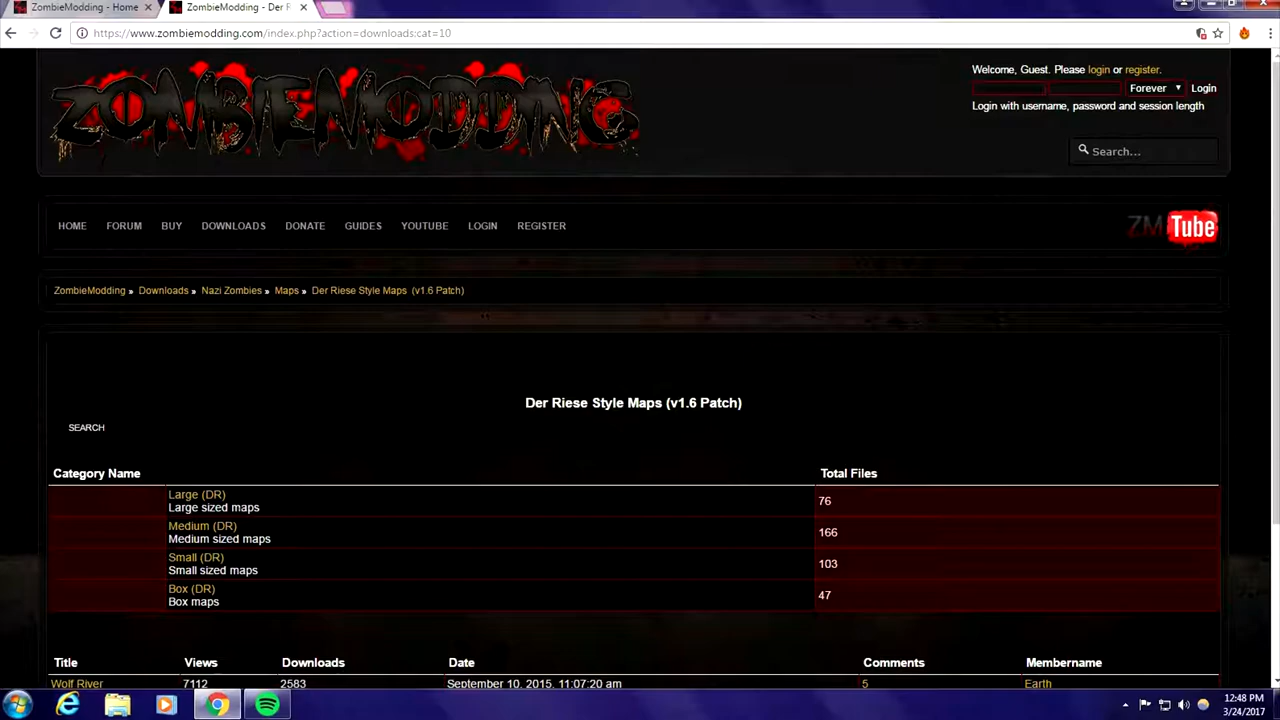 ZombieModding - Home
ZombieModding - Der F
https://www.zombiemodding.com/index.php?action=downloads:cat=10
ZOMBIEMODDING
Welcome, Guest. Please login or register.
Forever Login
Login with username, password and session length
Search...
HOME FORUM BUY DOWNLOADS DONATE GUIDES YOUTUBE LOGIN REGISTER
ZM Tube
ZombieModding » Downloads » Nazi Zombies » Maps » Der Riese Style Maps (v1.6 Patch)
Der Riese Style Maps (v1.6 Patch)
SEARCH
Category Name Total Files
Large (DR)
Large sized maps
76
Medium (DR)
Medium sized maps
166
Small (DR)
Small sized maps
103
Box (DR)
Box maps
47
Title Views Downloads Date Comments Membername
Wolf River 7112 2583 September 10, 2015, 11:07:20 am 5 Earth
12:48 PM
3/24/2017